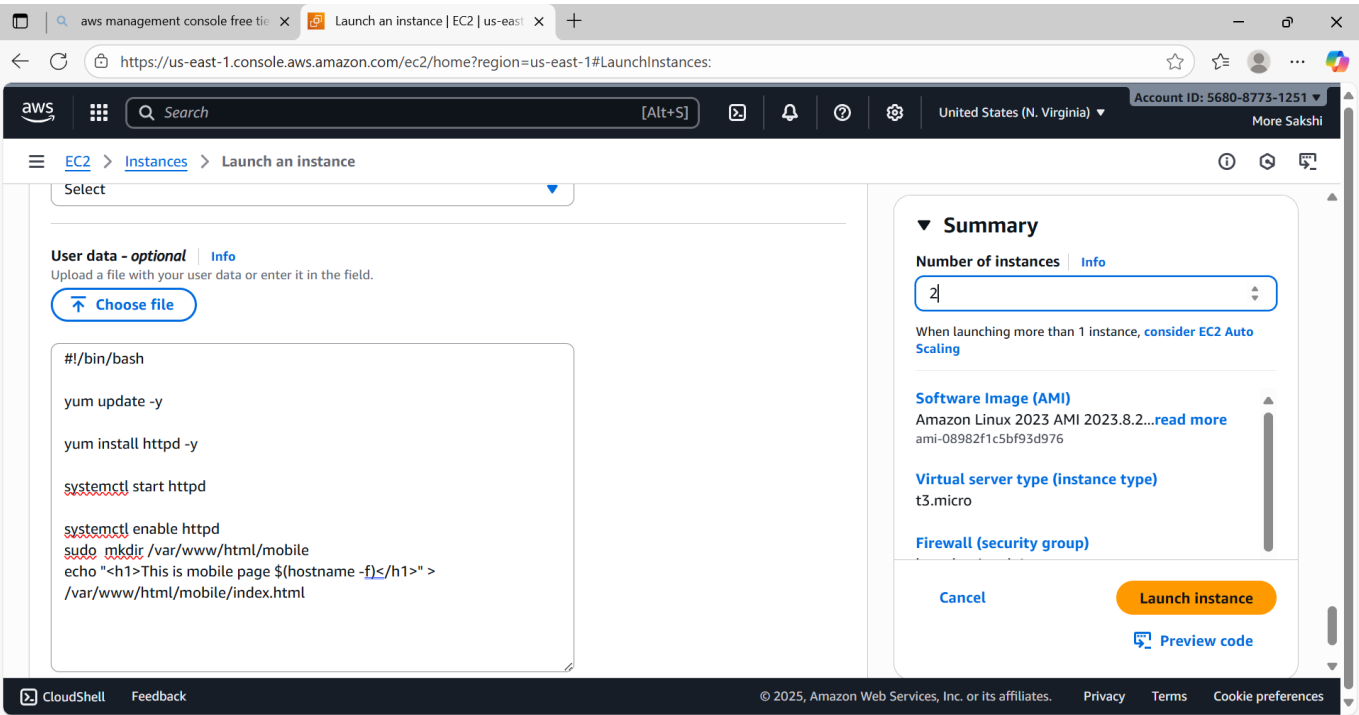 aws management console free tie
Launch an instance | EC2 | us-east
https://us-east-1.console.aws.amazon.com/ec2/home?region=us-east-1#LaunchInstances:
aws
Search
[Alt+S]
United States (N. Virginia)
Account ID: 5680-8773-1251
More Sakshi
EC2 > Instances > Launch an instance
Select
User data - optional
Info
Upload a file with your user data or enter it in the field.
Choose file
#!/bin/bash
yum update -y
yum install httpd -y
systemctl start httpd
systemctl enable httpd
sudo  mkdir /var/www/html/mobile
echo "<h1>This is mobile page $(hostname -f)</h1>" >
/var/www/html/mobile/index.html
Summary
Number of instances
Info
2
When launching more than 1 instance, consider EC2 Auto
Scaling
Software Image (AMI)
Amazon Linux 2023 AMI 2023.8.2...read more
ami-08982f1c5bf93d976
Virtual server type (instance type)
t3.micro
Firewall (security group)
Cancel
Launch instance
Preview code
CloudShell
Feedback
© 2025, Amazon Web Services, Inc. or its affiliates.
Privacy
Terms
Cookie preferences